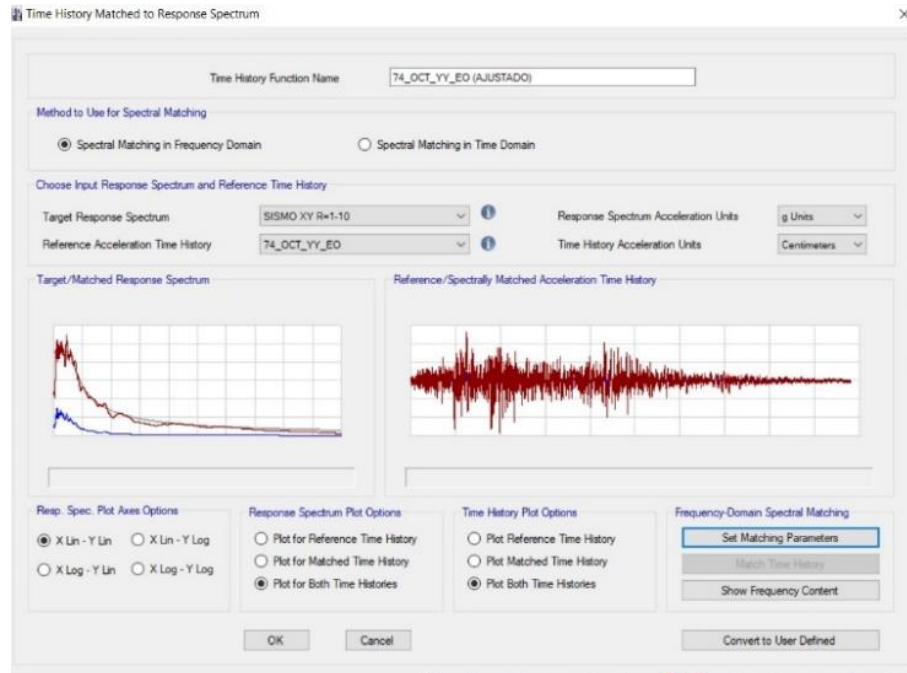 Time History Matched to Response Spectrum
Time History Function Name 74_OCT_YY_EO (AJUSTADO)
Method to Use for Spectral Matching
Spectral Matching in Frequency Domain Spectral Matching in Time Domain
Choose Input Response Spectrum and Reference Time History
Target Response Spectrum SISMO XY R=1-10 Response Spectrum Acceleration Units g Units
Reference Acceleration Time History 74_OCT_YY_EO Time History Acceleration Units Centimeters
Target/Matched Response Spectrum Reference/Spectrally Matched Acceleration Time History
Resp. Spec. Plot Axes Options Response Spectrum Plot Options Time History Plot Options Frequency-Domain Spectral Matching
X Lin - Y Lin X Lin - Y Log Plot for Reference Time History Plot Reference Time History Set Matching Parameters
X Log - Y Lin X Log - Y Log Plot for Matched Time History Plot Matched Time History Match Time History
Plot for Both Time Histories Plot Both Time Histories Show Frequency Content
OK Cancel Convert to User Defined